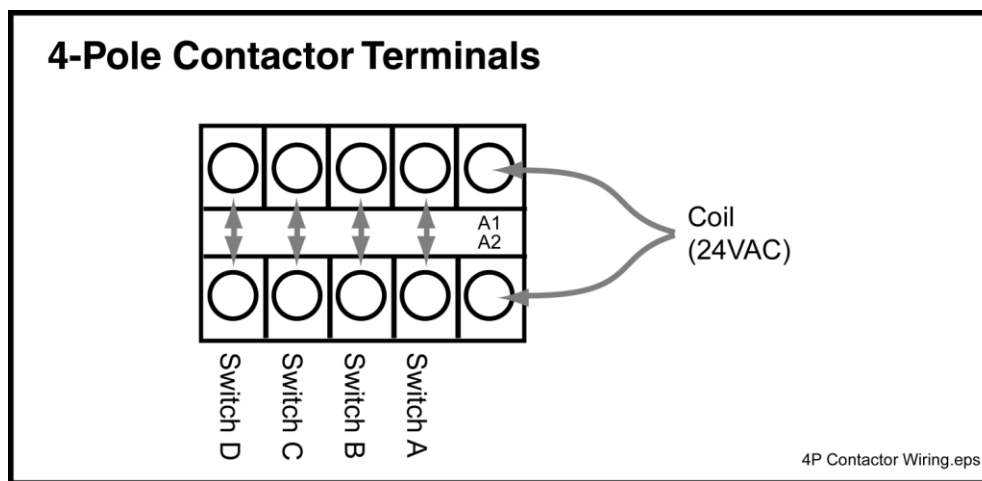 4-Pole Contactor Terminals
A1
A2
Coil
(24VAC)
Switch D
Switch C
Switch B
Switch A
4P Contactor Wiring.eps